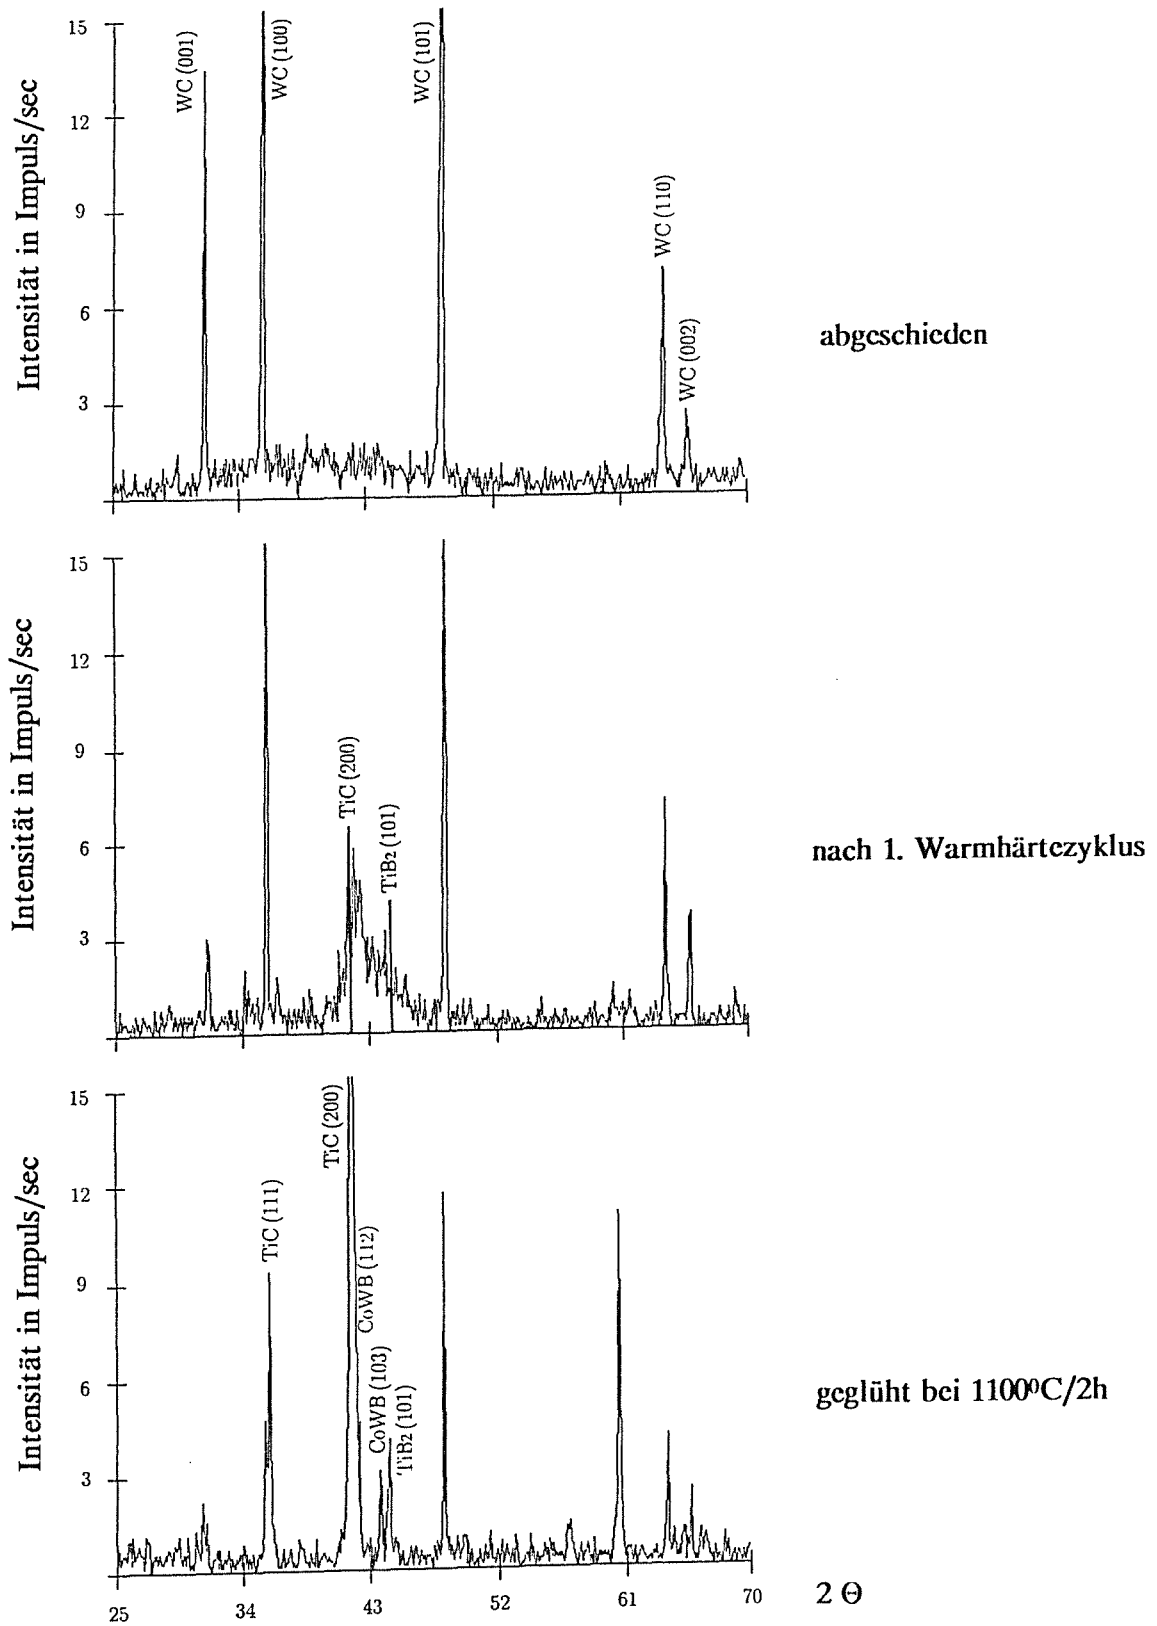 15
12
9
6
3
Intensität in Impuls/sec
WC (001)
WC (100)
WC (101)
WC (110)
WC (002)
abgeschieden
15
12
9
6
3
Intensität in Impuls/sec
TiC (200)
TiB2 (101)
nach 1. Warmhärtezyklus
15
12
9
6
3
Intensität in Impuls/sec
TiC (111)
TiC (200)
CoWB (112)
CoWB (103)
TiB2 (101)
geglüht bei 1100⁰C/2h
25 34 43 52 61 70
2 Θ